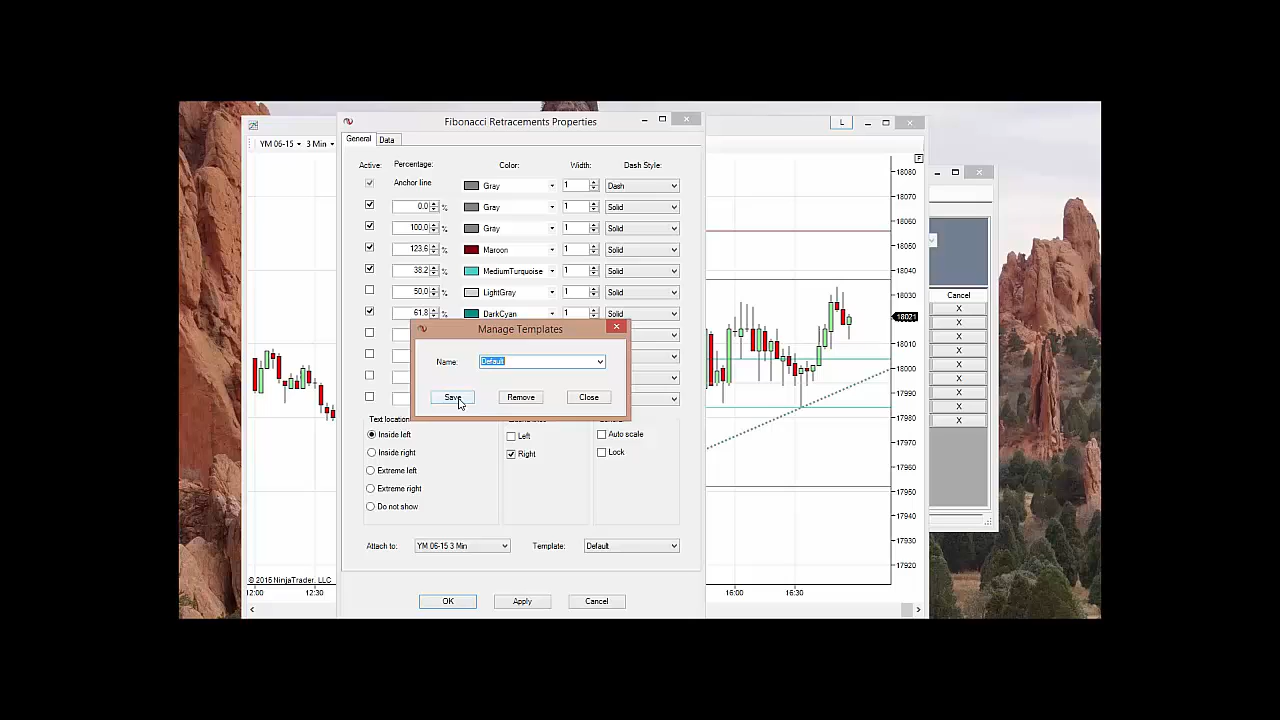 Fibonacci Retracements Properties
L
YM 06-15 3 Min
General Data
F
Active: Percentage: Color: Width: Dash Style:
Anchor line Gray 1 Dash
0.0 % Gray 1 Solid
100.0 % Gray 1 Solid
123.6 % Maroon 1 Solid
38.2 % MediumTurquoise 1 Solid
50.0 % LightGray 1 Solid
61.8 % DarkCyan 1 Solid
Manage Templates
Name: Default
Save Remove Close
Text location
Inside left
Inside right
Extreme left
Extreme right
Do not show
Left
Right
Auto scale
Lock
Attach to: YM 06-15 3 Min Template: Default
OK Apply Cancel
© 2015 NinjaTrader, LLC
12:00 12:30 16:00 16:30
18080
18070
18060
18050
18040
18030
18021
18010
18000
17990
17980
17970
17960
17950
17940
17930
17920
Cancel
X
X
X
X
X
X
X
X
X